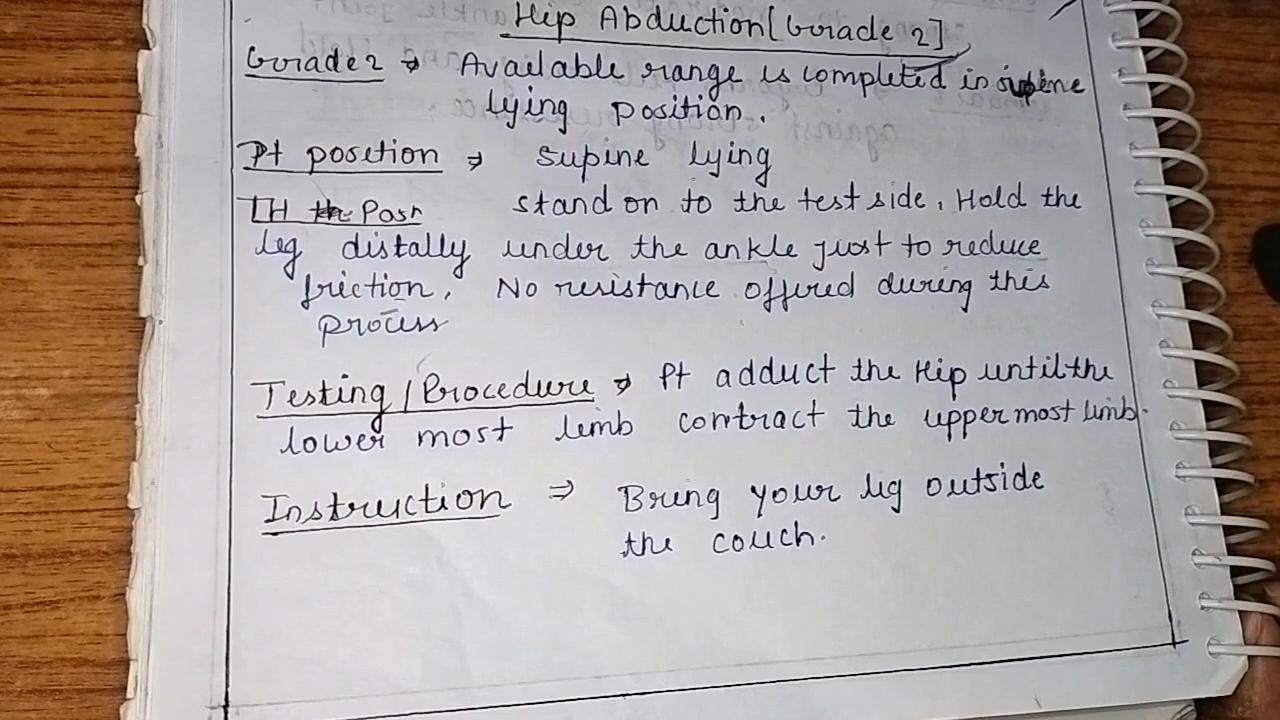 Hip Abduction [Grade 2]
Grade 2 → Available range is completed in supine
lying position.
Pt position ⇒ supine lying
TH Posn stand on to the test side. Hold the
leg distally under the ankle just to reduce
friction. No resistance offered during this
process
Testing / Procedure → Pt adduct the Hip until the
lower most limb contract the upper most limb.
Instruction ⇒ Bring your leg outside
the couch.